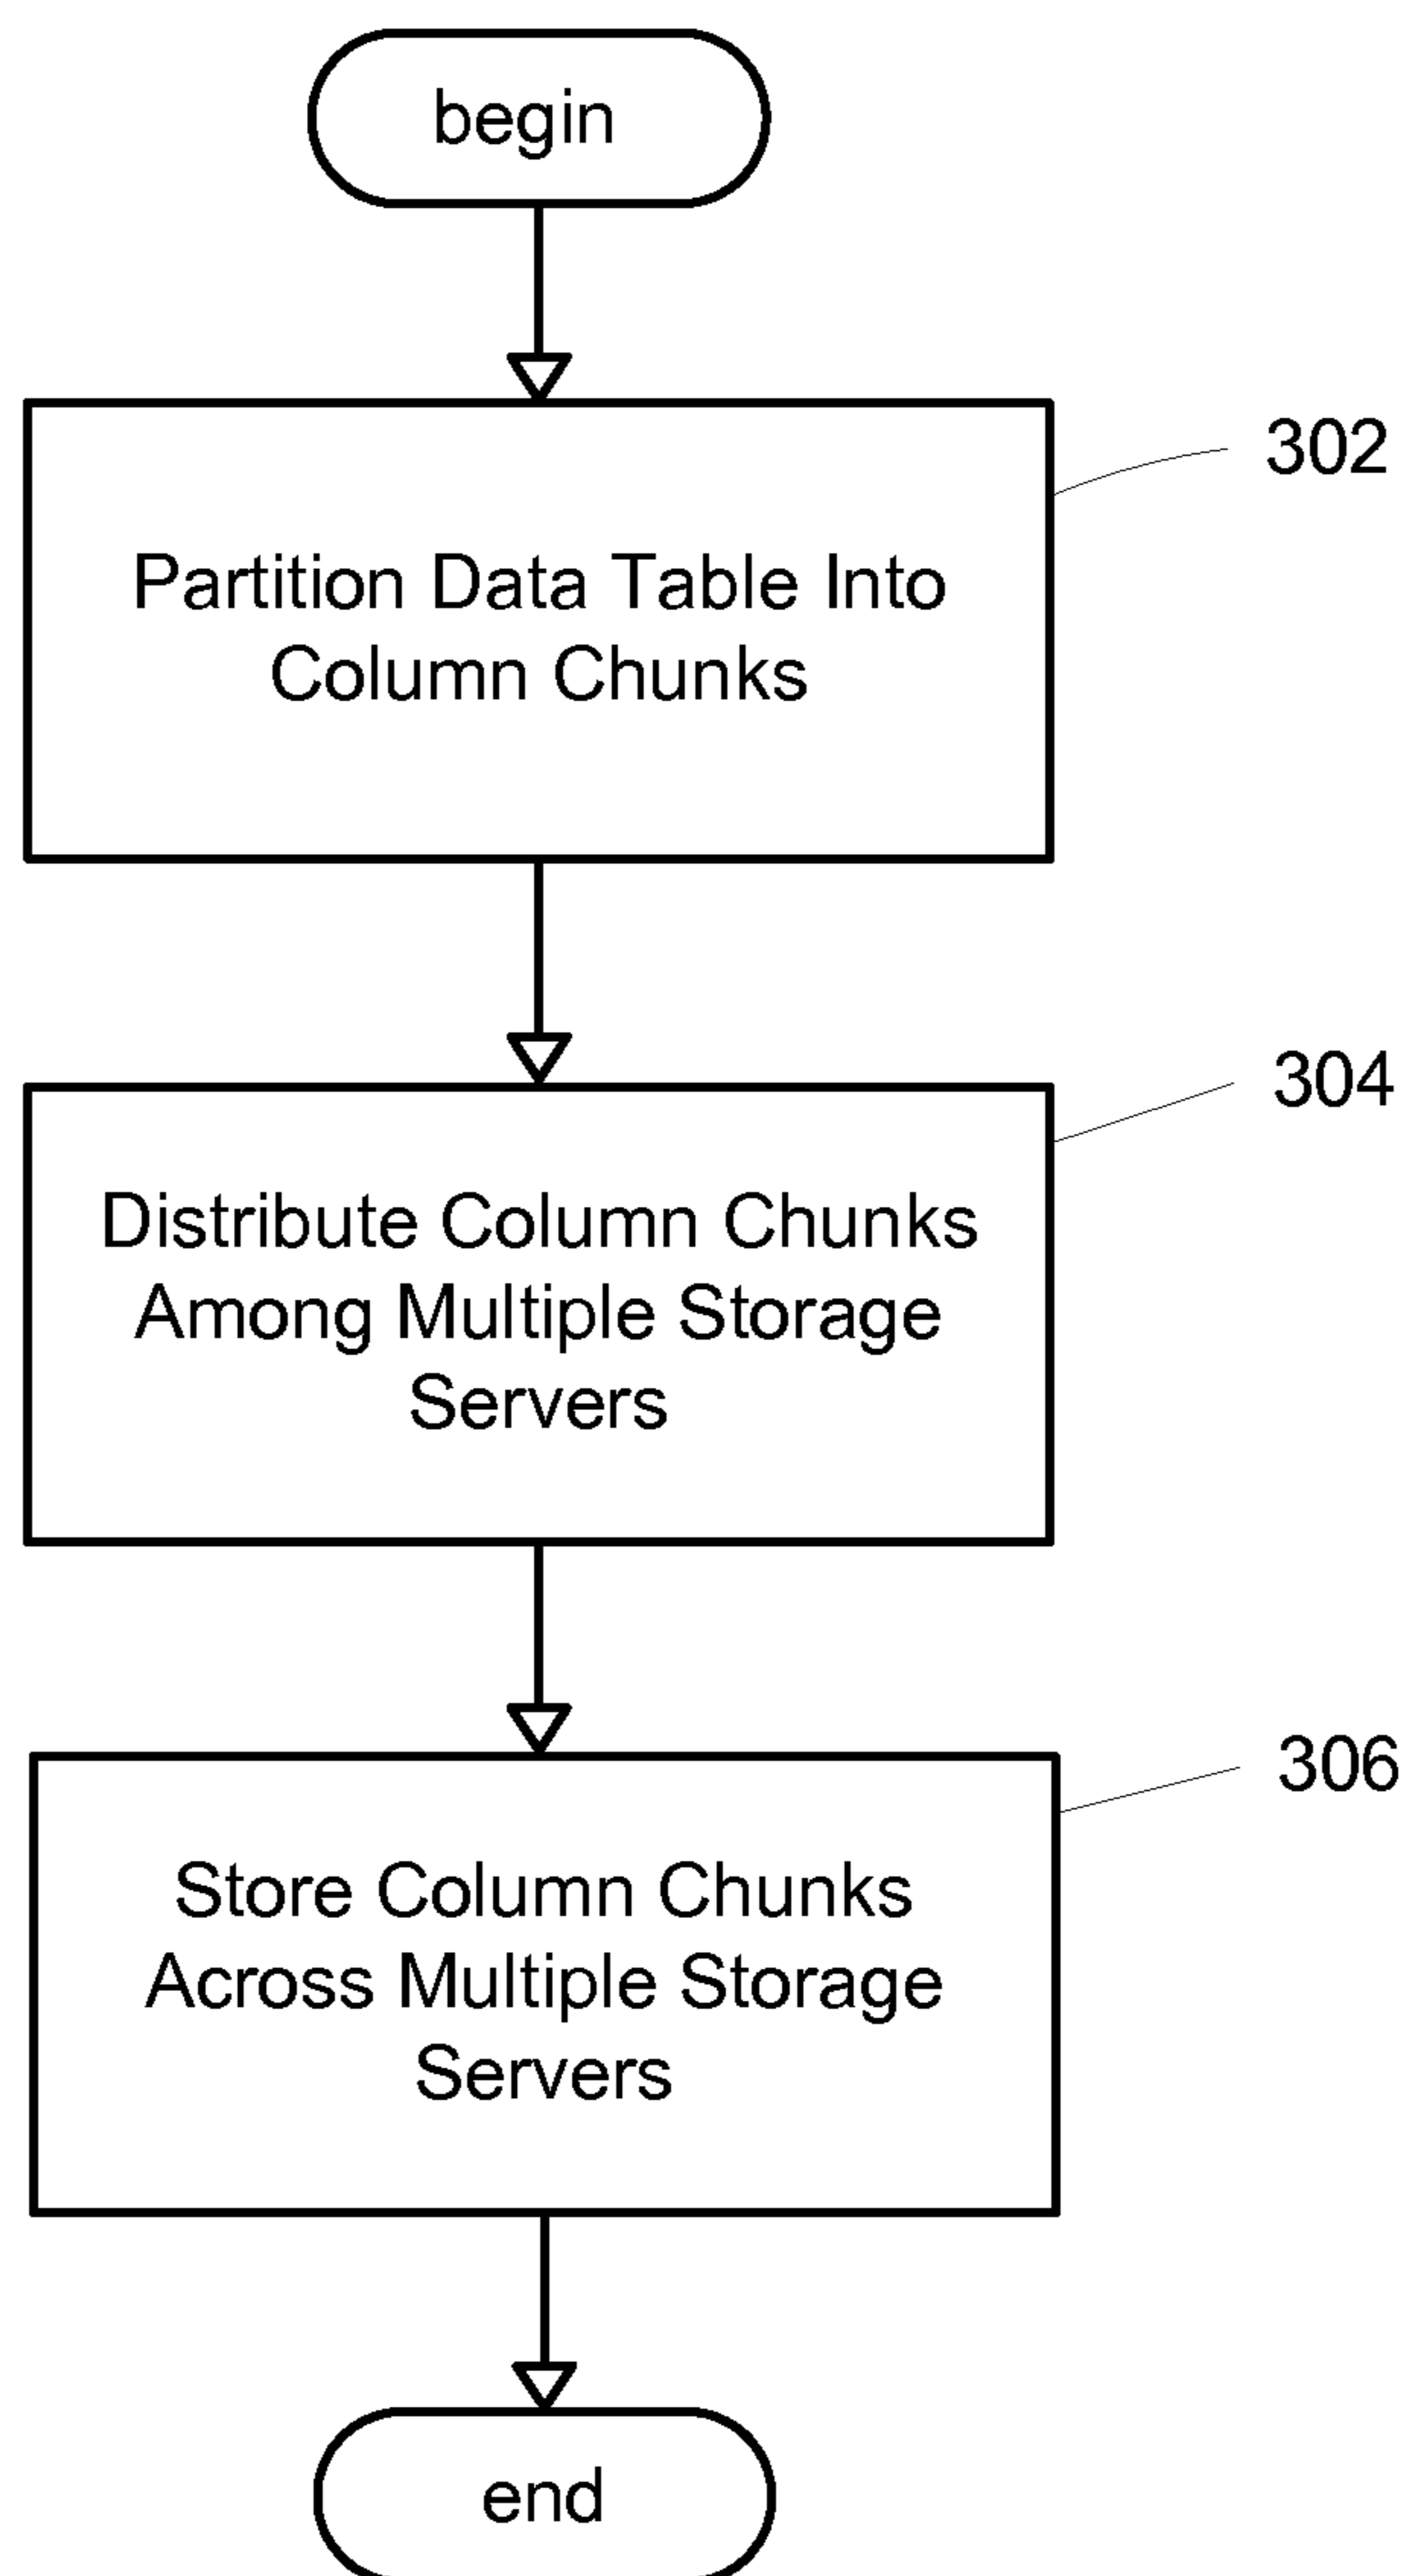 begin
302
Partition Data Table Into
Column Chunks
304
Distribute Column Chunks
Among Multiple Storage
Servers
306
Store Column Chunks
Across Multiple Storage
Servers
end